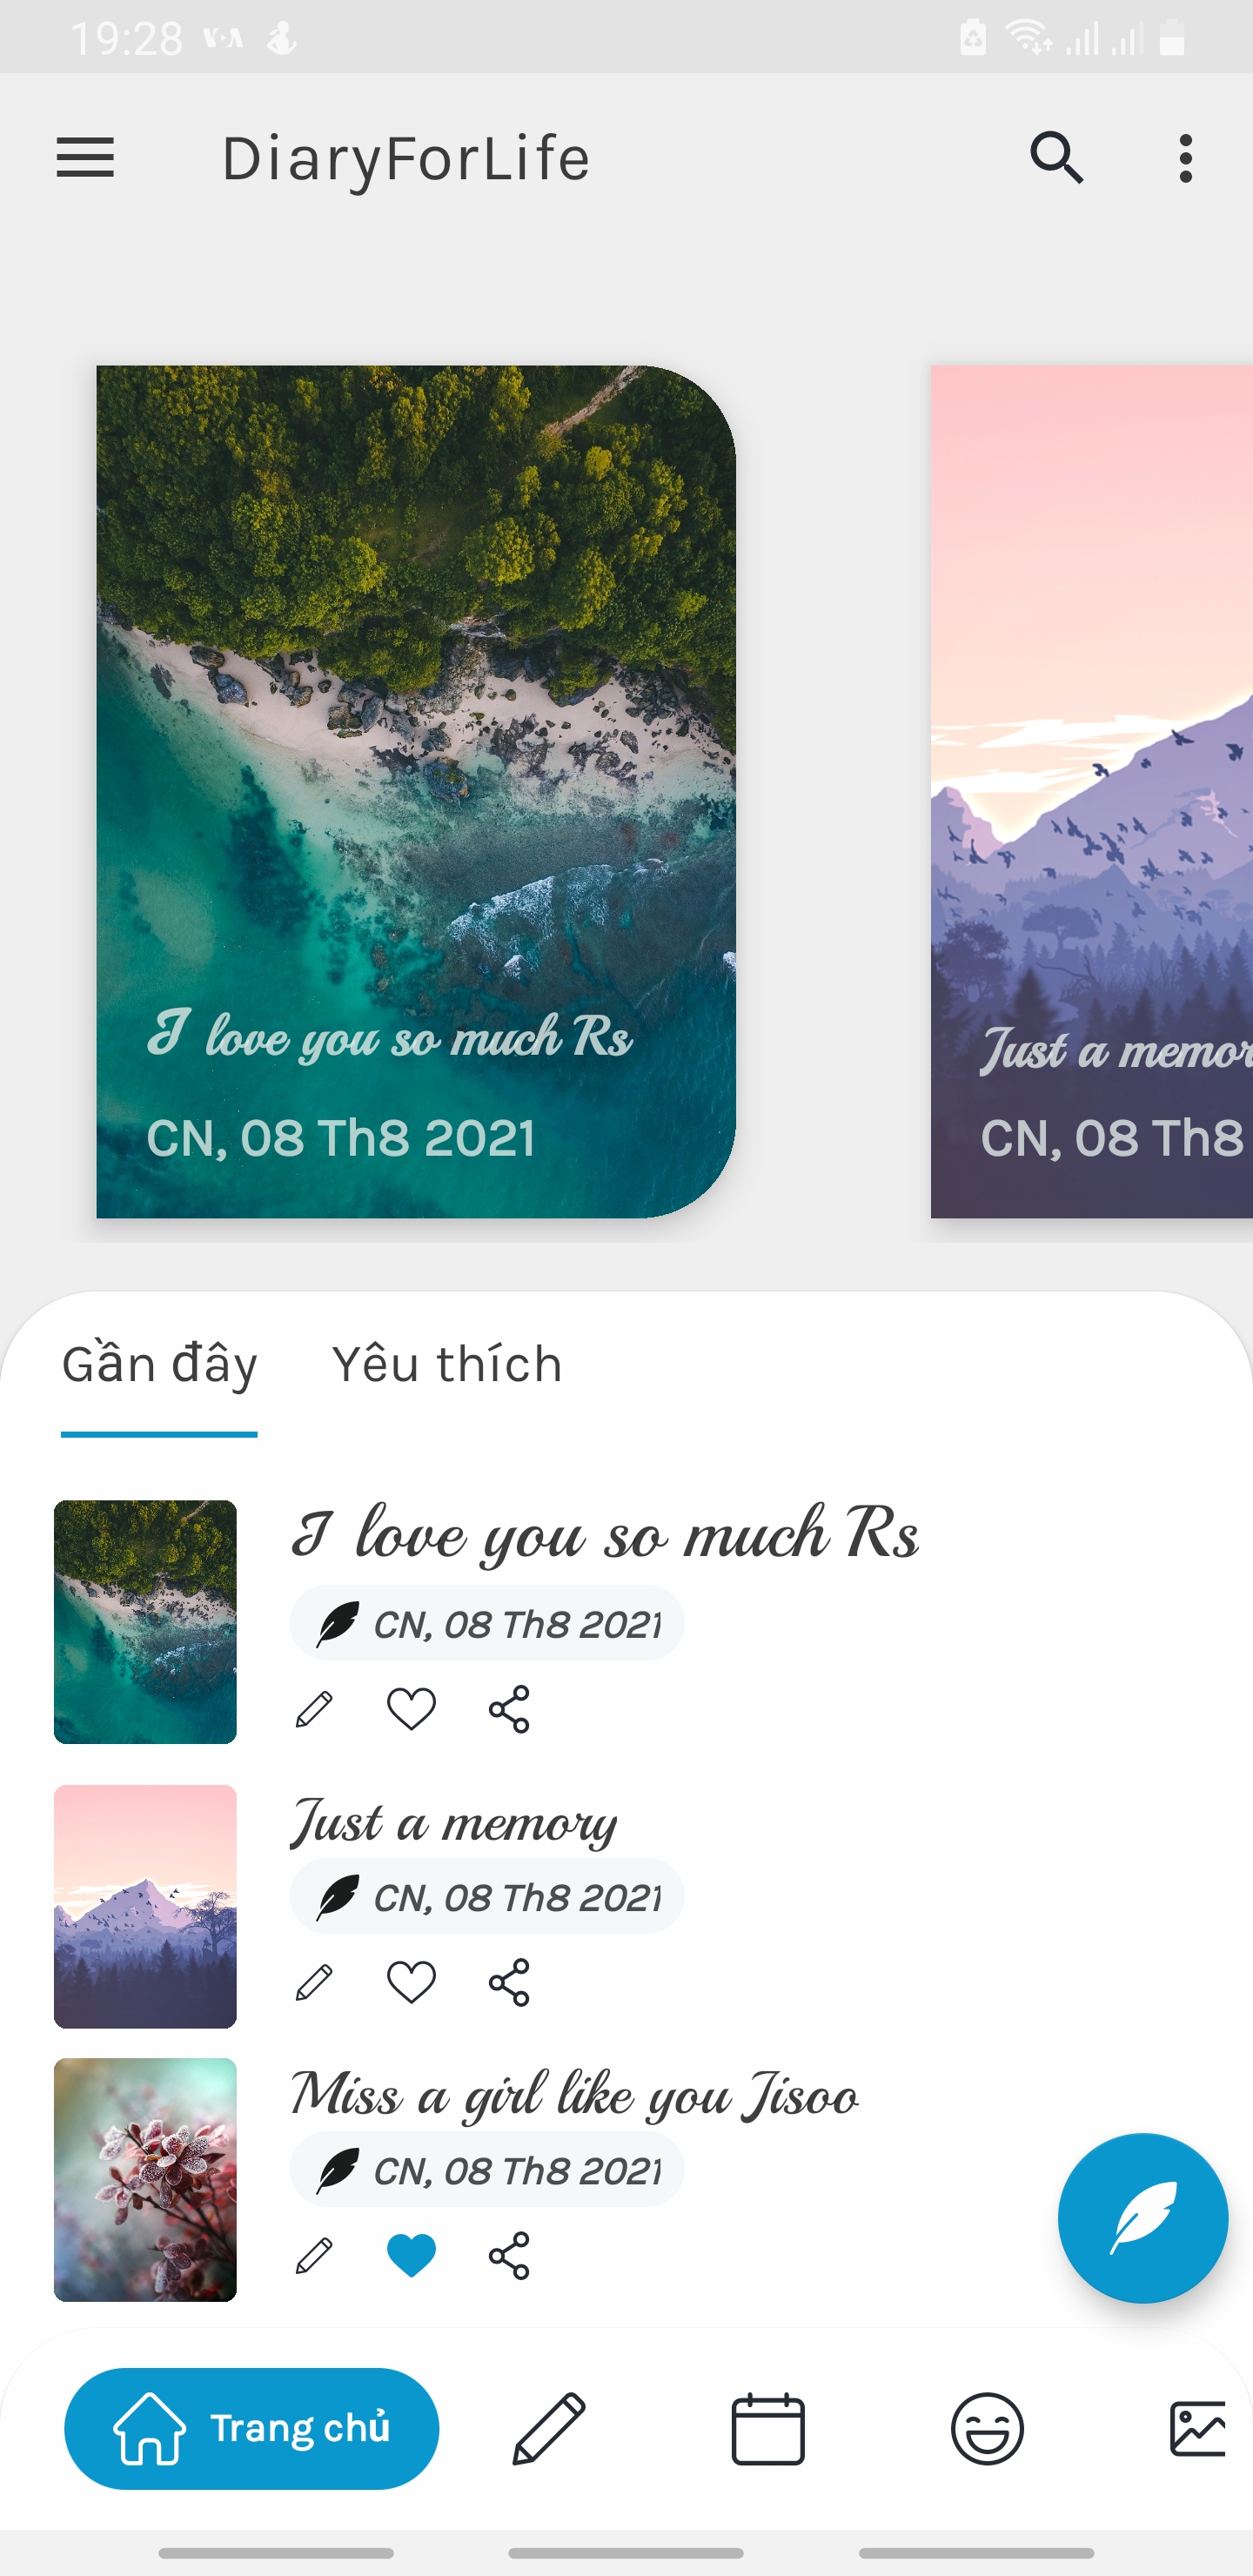 19:28 VOA
DiaryForLife
I love you so much Rs
CN, 08 Th8 2021
Just a memor
CN, 08 Th8
Gần đây Yêu thích
I love you so much Rs
CN, 08 Th8 2021
Just a memory
CN, 08 Th8 2021
Miss a girl like you Jisoo
CN, 08 Th8 2021
Trang chủ